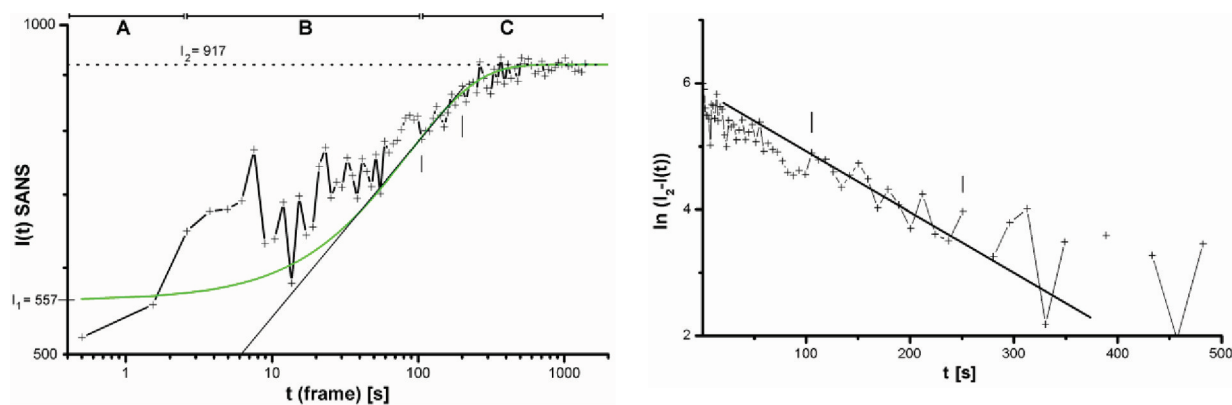 A B C
1000
I₂ = 917
I(t) SANS
I₁ = 557
500
1 10 100 1000
t (frame) [s]
6
ln (I₂-I(t))
4
2
100 200 300 400 500
t [s]